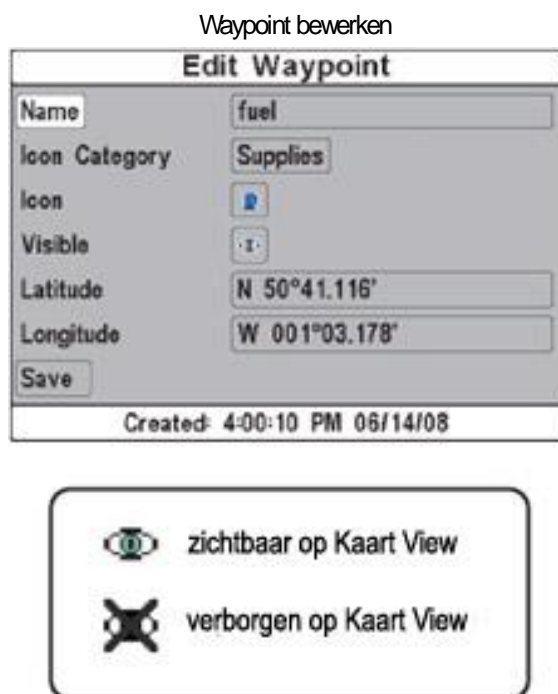 Waypoint bewerken
Edit Waypoint
Name fuel
Icon Category Supplies
Icon
Visible
Latitude N 50°41.116'
Longitude W 001°03.178'
Save
Created: 4:00:10 PM 06/14/08
zichtbaar op Kaart View
verborgen op Kaart View